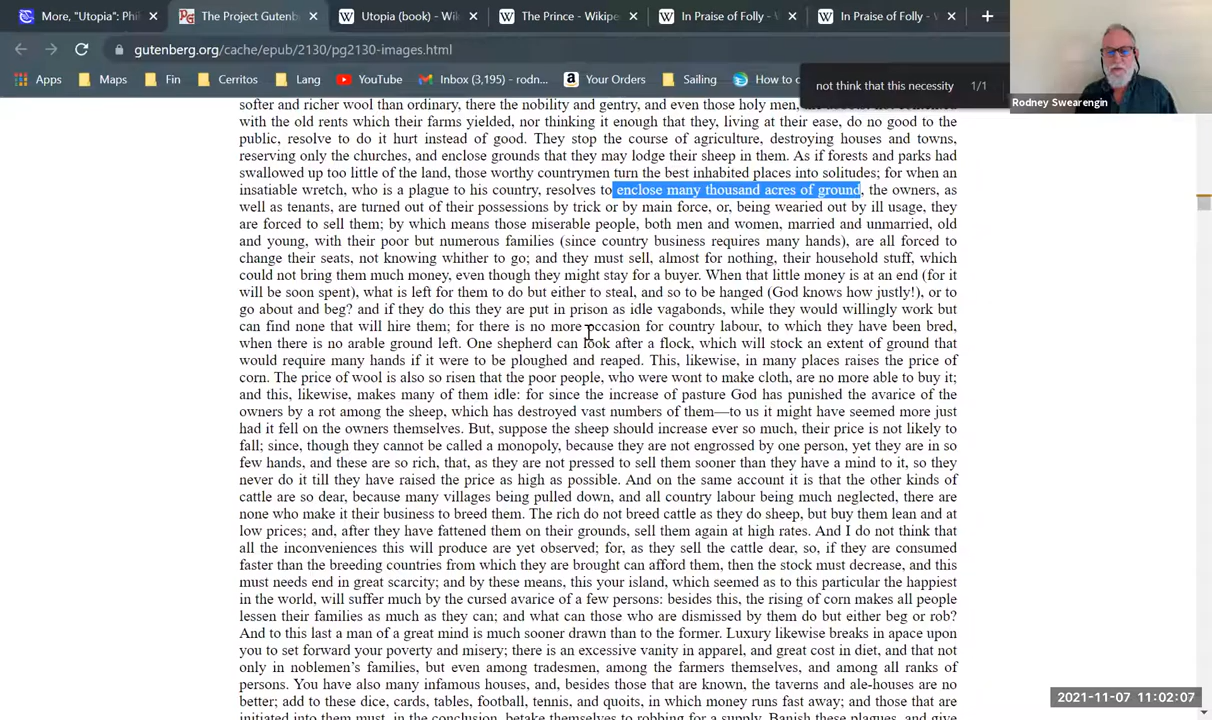 More, "Utopia": Phil
The Project Gutenb
Utopia (book) - Wiki
The Prince - Wikipe
In Praise of Folly -
In Praise of Folly -
gutenberg.org/cache/epub/2130/pg2130-images.html
Apps
Maps
Fin
Cerritos
Lang
YouTube
Inbox (3,195) - rodn...
Your Orders
Sailing
How to c
not think that this necessity 1/1
Rodney Swearengin
softer and richer wool than ordinary, there the nobility and gentry, and even those holy men,
with the old rents which their farms yielded, nor thinking it enough that they, living at their ease, do no good to the
public, resolve to do it hurt instead of good. They stop the course of agriculture, destroying houses and towns,
reserving only the churches, and enclose grounds that they may lodge their sheep in them. As if forests and parks had
swallowed up too little of the land, those worthy countrymen turn the best inhabited places into solitudes; for when an
insatiable wretch, who is a plague to his country, resolves to enclose many thousand acres of ground, the owners, as
well as tenants, are turned out of their possessions by trick or by main force, or, being wearied out by ill usage, they
are forced to sell them; by which means those miserable people, both men and women, married and unmarried, old
and young, with their poor but numerous families (since country business requires many hands), are all forced to
change their seats, not knowing whither to go; and they must sell, almost for nothing, their household stuff, which
could not bring them much money, even though they might stay for a buyer. When that little money is at an end (for it
will be soon spent), what is left for them to do but either to steal, and so to be hanged (God knows how justly!), or to
go about and beg? and if they do this they are put in prison as idle vagabonds, while they would willingly work but
can find none that will hire them; for there is no more occasion for country labour, to which they have been bred,
when there is no arable ground left. One shepherd can look after a flock, which will stock an extent of ground that
would require many hands if it were to be ploughed and reaped. This, likewise, in many places raises the price of
corn. The price of wool is also so risen that the poor people, who were wont to make cloth, are no more able to buy it;
and this, likewise, makes many of them idle: for since the increase of pasture God has punished the avarice of the
owners by a rot among the sheep, which has destroyed vast numbers of them—to us it might have seemed more just
had it fell on the owners themselves. But, suppose the sheep should increase ever so much, their price is not likely to
fall; since, though they cannot be called a monopoly, because they are not engrossed by one person, yet they are in so
few hands, and these are so rich, that, as they are not pressed to sell them sooner than they have a mind to it, so they
never do it till they have raised the price as high as possible. And on the same account it is that the other kinds of
cattle are so dear, because many villages being pulled down, and all country labour being much neglected, there are
none who make it their business to breed them. The rich do not breed cattle as they do sheep, but buy them lean and at
low prices; and, after they have fattened them on their grounds, sell them again at high rates. And I do not think that
all the inconveniences this will produce are yet observed; for, as they sell the cattle dear, so, if they are consumed
faster than the breeding countries from which they are brought can afford them, then the stock must decrease, and this
must needs end in great scarcity; and by these means, this your island, which seemed as to this particular the happiest
in the world, will suffer much by the cursed avarice of a few persons: besides this, the rising of corn makes all people
lessen their families as much as they can; and what can those who are dismissed by them do but either beg or rob?
And to this last a man of a great mind is much sooner drawn than to the former. Luxury likewise breaks in apace upon
you to set forward your poverty and misery; there is an excessive vanity in apparel, and great cost in diet, and that not
only in noblemen's families, but even among tradesmen, among the farmers themselves, and among all ranks of
persons. You have also many infamous houses, and, besides those that are known, the taverns and ale-houses are no
better; add to these dice, cards, tables, football, tennis, and quoits, in which money runs fast away; and those that are
initiated into them must, in the conclusion, betake themselves to robbing for a supply. Banish these plagues, and give
2021-11-07 11:02:07